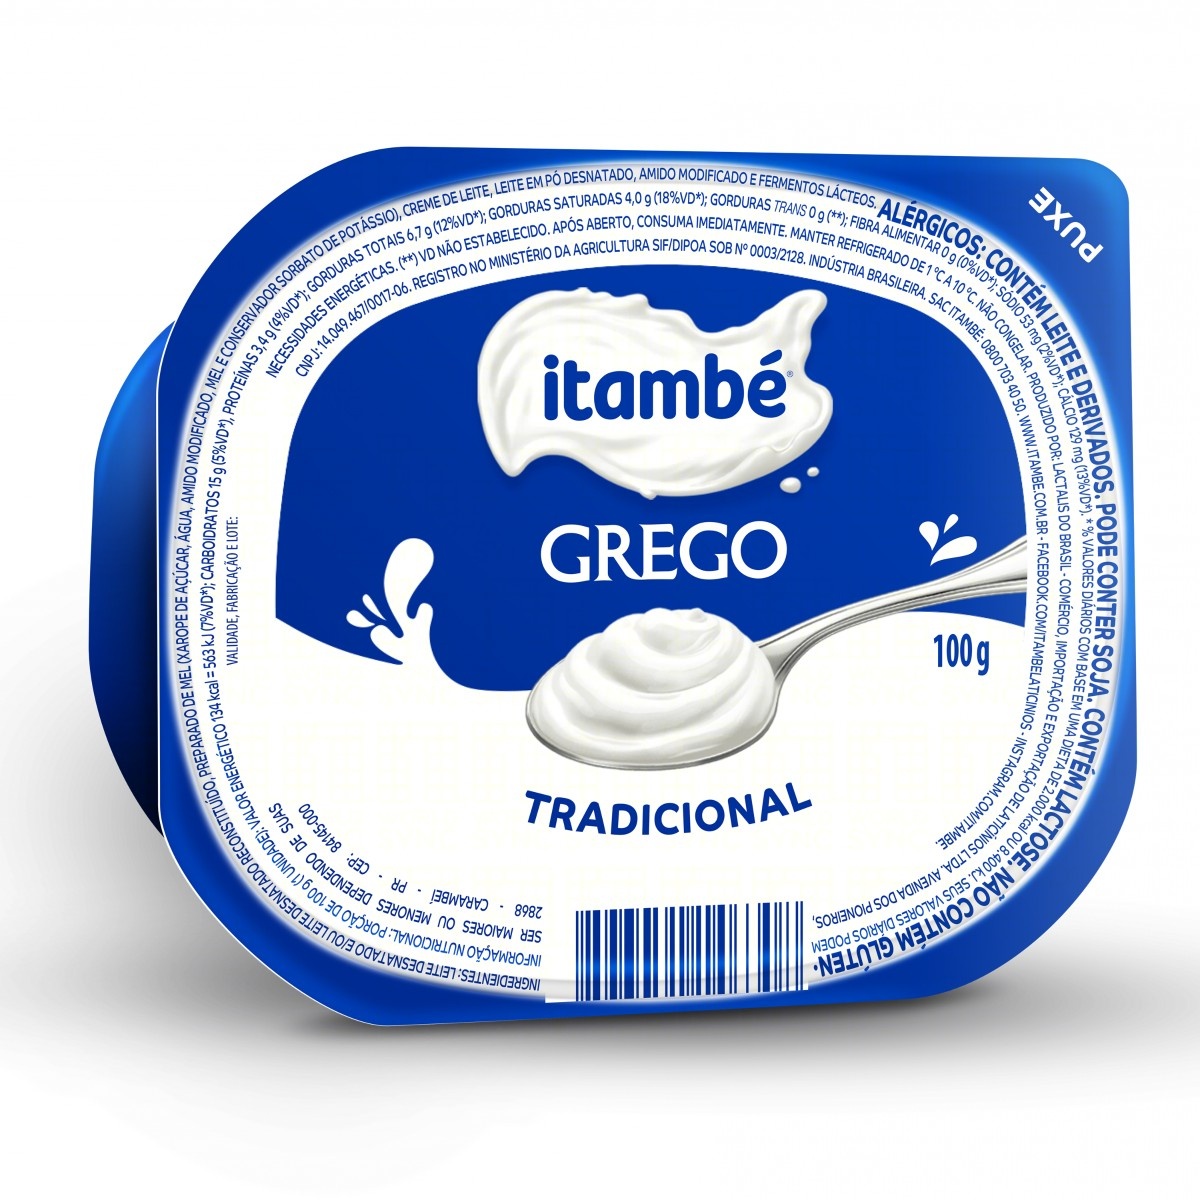 PUXE
INGREDIENTES: LEITE DESNATADO E/OU LEITE DESNATADO RECONSTITUÍDO, PREPARADO DE MEL (XAROPE DE AÇÚCAR, ÁGUA, AMIDO MODIFICADO, MEL E CONSERVADOR SORBATO DE POTÁSSIO), CREME DE LEITE, LEITE EM PÓ DESNATADO, AMIDO MODIFICADO E FERMENTOS LÁCTEOS. ALÉRGICOS: CONTÉM LEITE E DERIVADOS. PODE CONTER SOJA. CONTÉM LACTOSE. NÃO CONTÉM GLÚTEN.
INFORMAÇÃO NUTRICIONAL: PORÇÃO DE 100 g (1 UNIDADE); VALOR ENERGÉTICO 134 kcal = 563 kJ (7%VD*); CARBOIDRATOS 15 g (5%VD*), PROTEÍNAS 3,4 g (4%VD*); GORDURAS TOTAIS 6,7 g (12%VD*); GORDURAS SATURADAS 4,0 g (18%VD*); GORDURAS TRANS 0 g (**); FIBRA ALIMENTAR 0 g (0%VD*); SÓDIO 53 mg (2%VD*); CÁLCIO 129 mg (13%VD*). * % VALORES DIÁRIOS COM BASE EM UMA DIETA DE 2.000 kcal OU 8.400 kJ. SEUS VALORES DIÁRIOS PODEM
SER MAIORES OU MENORES DEPENDENDO DE SUAS
NECESSIDADES ENERGÉTICAS. (**) VD NÃO ESTABELECIDO. APÓS ABERTO, CONSUMA IMEDIATAMENTE. MANTER REFRIGERADO DE 1 °C A 10 °C. NÃO CONGELAR. PRODUZIDO POR: LACTALIS DO BRASIL - COMÉRCIO, IMPORTAÇÃO E EXPORTAÇÃO DE LATICÍNIOS LTDA. AVENIDA DOS PIONEIROS,
2868 - CARAMBEÍ - PR - CEP: 84145-000
CNPJ: 14.049.467/0017-06. REGISTRO NO MINISTÉRIO DA AGRICULTURA SIF/DIPOA SOB Nº 0003/2128. INDÚSTRIA BRASILEIRA. SAC ITAMBÉ: 0800 703 40 50. WWW.ITAMBE.COM.BR - FACEBOOK.COM/ITAMBELATICINIOS - INSTAGRAM.COM/ITAMBE.
VALIDADE, FABRICAÇÃO E LOTE:
itambé®
GREGO
100 g
TRADICIONAL